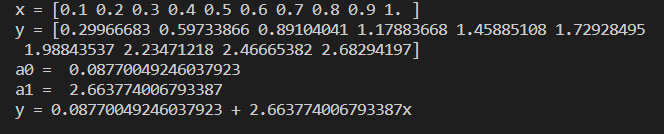 x = [0.1 0.2 0.3 0.4 0.5 0.6 0.7 0.8 0.9 1. ]
y = [0.29966683 0.59733866 0.89104041 1.17883668 1.45885108 1.72928495
1.98843537 2.23471218 2.46665382 2.68294197]
a0 =  0.08770049246037923
a1 =  2.663774006793387
y = 0.08770049246037923 + 2.663774006793387x